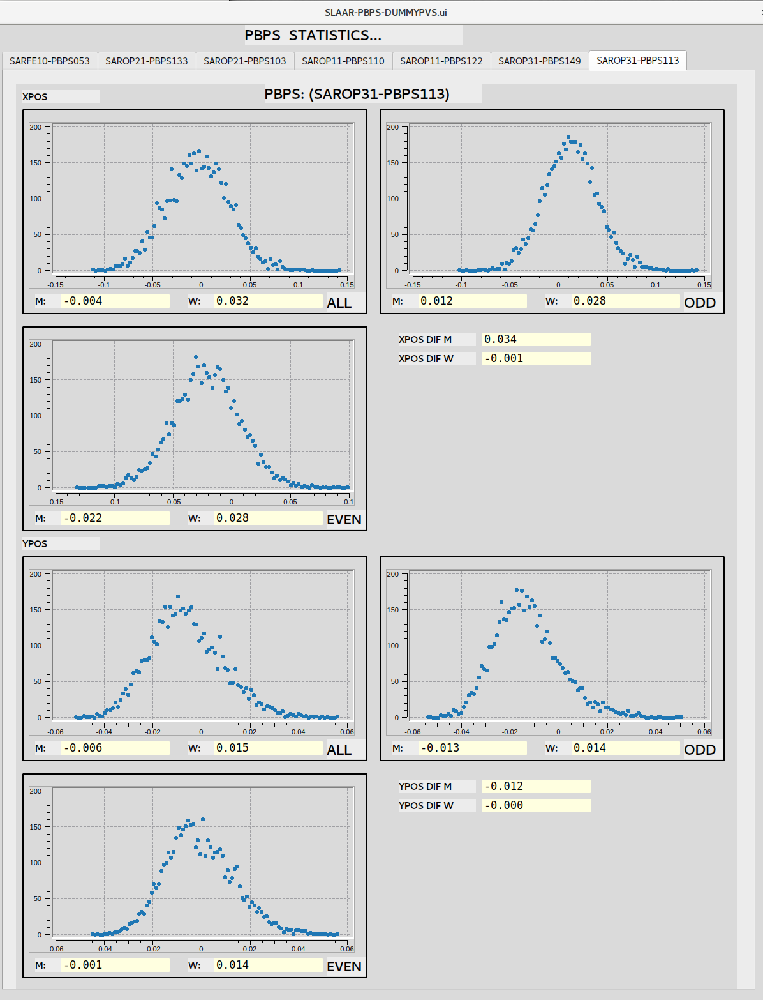 SLAAR-PBPS-DUMMYPVS.ui
PBPS STATISTICS...
SARFE10-PBPS053 SAROP21-PBPS133 SAROP21-PBPS103 SAROP11-PBPS110 SAROP11-PBPS122 SAROP31-PBPS149 SAROP31-PBPS113
PBPS: (SAROP31-PBPS113)
XPOS
200
150
100
50
0
-0.15 -0.1 -0.05 0 0.05 0.1 0.15
M: -0.004 W: 0.032 ALL
200
150
100
50
0
-0.15 -0.1 -0.05 0 0.05 0.1 0.15
M: 0.012 W: 0.028 ODD
200
150
100
50
0
-0.15 -0.1 -0.05 0 0.05 0.1
M: -0.022 W: 0.028 EVEN
XPOS DIF M 0.034
XPOS DIF W -0.001
YPOS
200
150
100
50
0
-0.06 -0.04 -0.02 0 0.02 0.04 0.06
M: -0.006 W: 0.015 ALL
200
150
100
50
0
-0.06 -0.04 -0.02 0 0.02 0.04 0.06
M: -0.013 W: 0.014 ODD
200
150
100
50
0
-0.06 -0.04 -0.02 0 0.02 0.04 0.06
M: -0.001 W: 0.014 EVEN
YPOS DIF M -0.012
YPOS DIF W -0.000